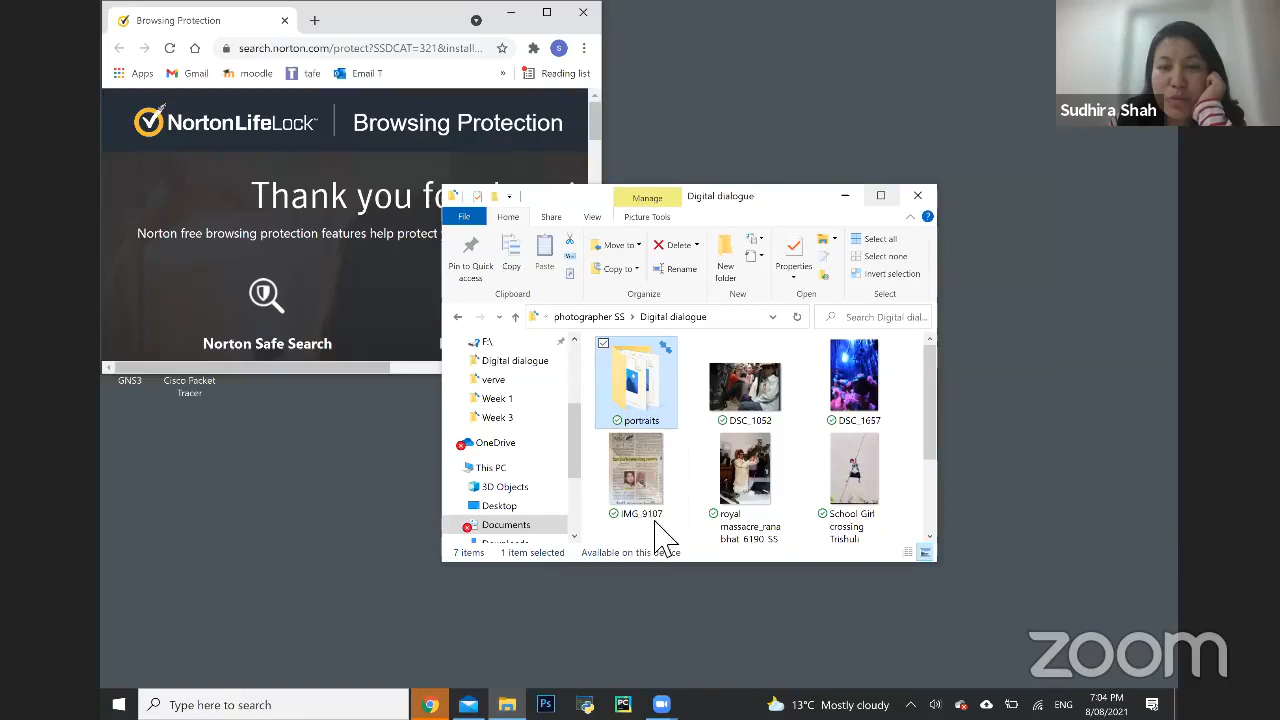 Browsing Protection
search.norton.com/protect?SSDCAT=321&install...
S
Apps Gmail moodle T tafe Email T » Reading list
NortonLifeLock | Browsing Protection
Thank you fo
Norton free browsing protection features help protect
Norton Safe Search
GNS3
Cisco Packet
Tracer
Sudhira Shah
Manage Digital dialogue
File Home Share View Picture Tools
Pin to Quick
access
Copy
Paste
Clipboard
Move to
Copy to
Delete
Rename
Organize
New
folder
New
Properties
Open
Select all
Select none
Invert selection
Select
photographer SS > Digital dialogue
Search Digital dial...
F:\
Digital dialogue
verve
Week 1
Week 3
OneDrive
This PC
3D Objects
Desktop
Documents
portraits
DSC_1052
DSC_1657
IMG_9107
royal
massacre_rana
bhat_6190_SS
School Girl
crossing
Trishuli
7 items 1 item selected Available on this
zoom
Type here to search
Ps
PC
13°C Mostly cloudy
ENG
7:04 PM
8/08/2021